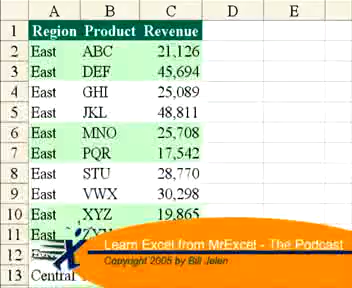 A B C D E
1 Region Product Revenue
2 East ABC 21,126
3 East DEF 45,694
4 East GHI 25,089
5 East JKL 48,811
6 East MNO 25,708
7 East PQR 17,542
8 East STU 28,770
9 East VWX 30,298
10 East XYZ 19,865
11 East
12
13 Central
Learn Excel from MrExcel - The Podcast
Copyright 2005 by Bill Jelen